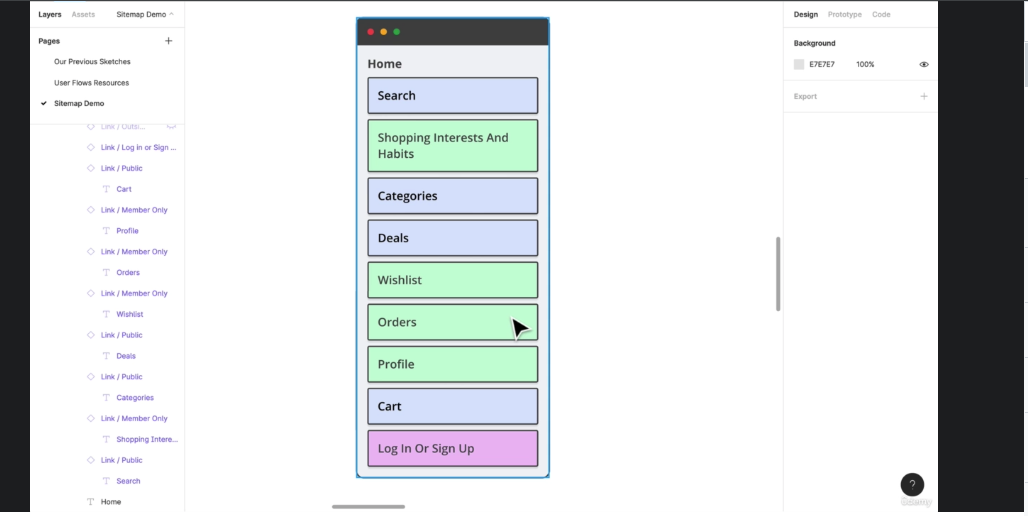 Layers Assets Sitemap Demo
Pages
Our Previous Sketches
User Flows Resources
Sitemap Demo
Link / Outsi...
Link / Log in or Sign ...
Link / Public
Cart
Link / Member Only
Profile
Link / Member Only
Orders
Link / Member Only
Wishlist
Link / Public
Deals
Link / Public
Categories
Link / Member Only
Shopping Intere...
Link / Public
Search
Home
Home
Search
Shopping Interests And
Habits
Categories
Deals
Wishlist
Orders
Profile
Cart
Log In Or Sign Up
Design Prototype Code
Background
E7E7E7 100%
Export
?
Udemy